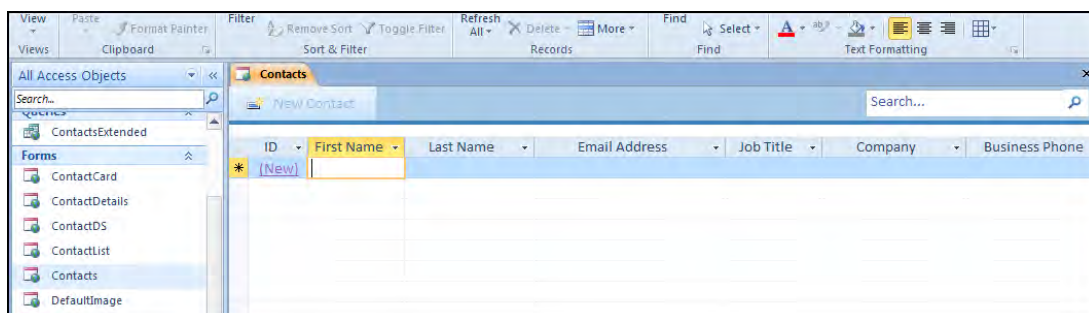 View Paste Format Painter Filter Remove Sort Toggle Filter Refresh All Delete More Find Select A ab
Views Clipboard Sort & Filter Records Find Text Formatting
All Access Objects
Search...
Queries
ContactsExtended
Forms
ContactCard
ContactDetails
ContactDS
ContactList
Contacts
DefaultImage
Contacts
New Contact Search...
ID First Name Last Name Email Address Job Title Company Business Phone
* (New)